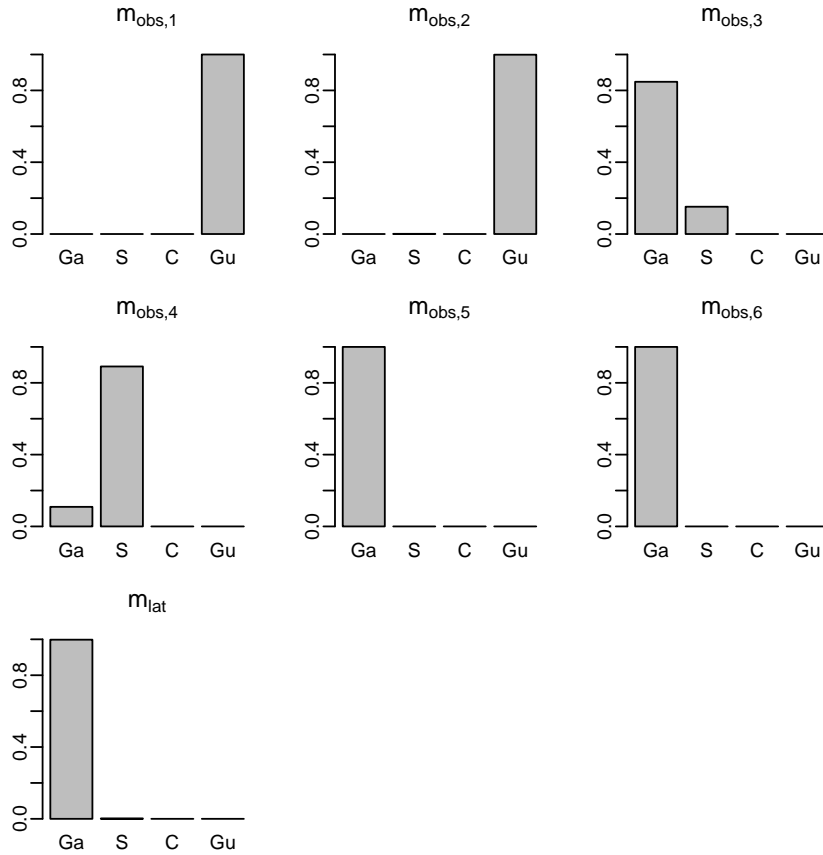 m_obs,1 m_obs,2 m_obs,3
0.0 0.4 0.8 0.0 0.4 0.8 0.0 0.4 0.8
Ga S C Gu Ga S C Gu Ga S C Gu
m_obs,4 m_obs,5 m_obs,6
0.0 0.4 0.8 0.0 0.4 0.8 0.0 0.4 0.8
Ga S C Gu Ga S C Gu Ga S C Gu
m_lat
0.0 0.4 0.8
Ga S C Gu